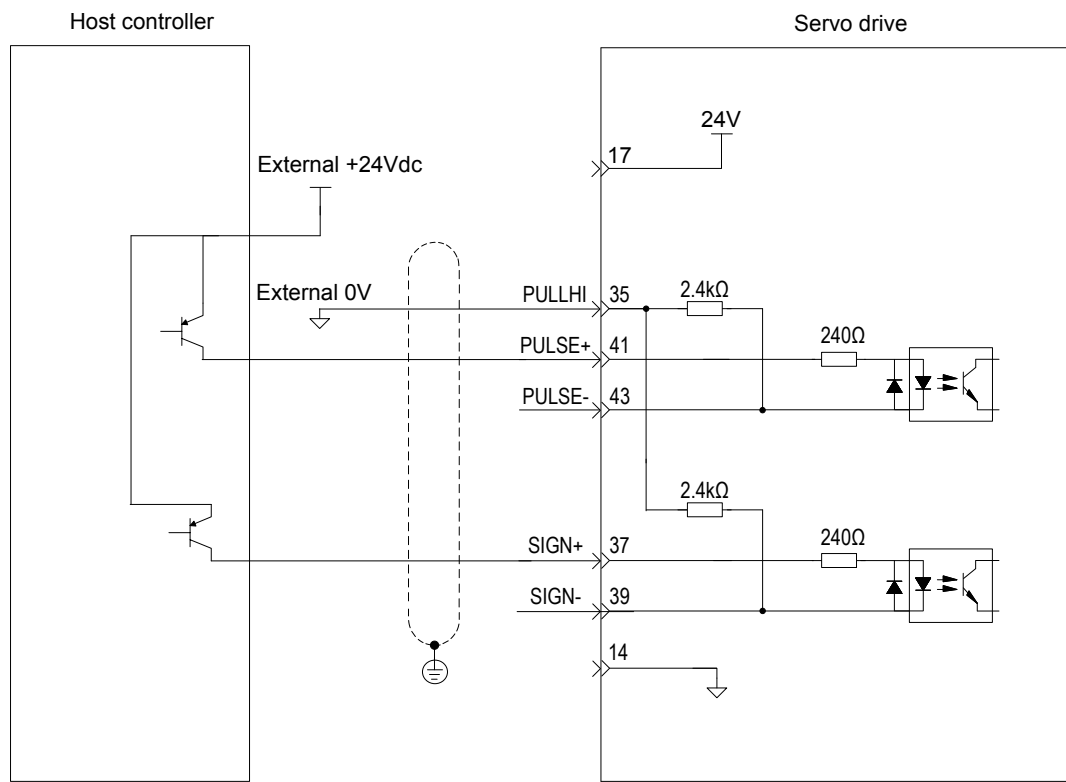 Host controller
Servo drive
24V
17
External +24Vdc
External 0V
PULLHI
35
2.4kΩ
240Ω
PULSE+
41
PULSE-
43
2.4kΩ
240Ω
SIGN+
37
SIGN-
39
14